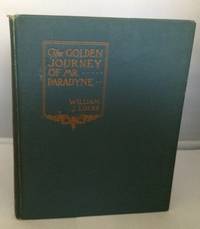 The GOLDEN
JOURNEY
OF MR.
PARADYNE
WILLIAM
J. LOCKE